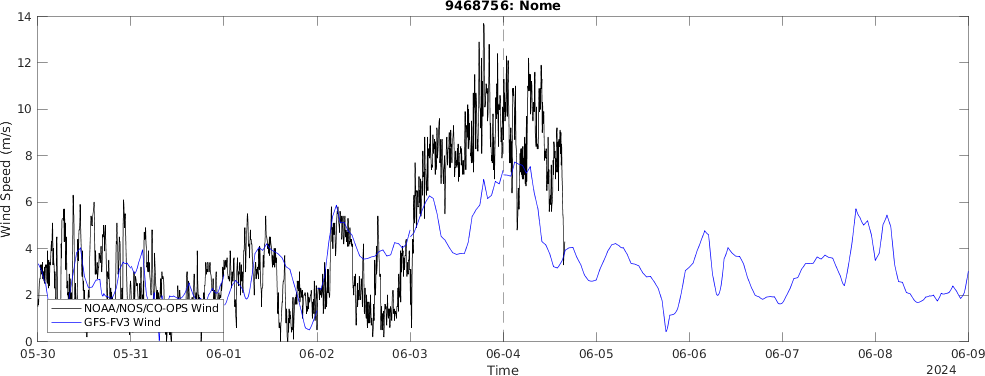 9468756: Nome
14
12
10
8
6
4
2
0
Wind Speed (m/s)
NOAA/NOS/CO-OPS Wind
GFS-FV3 Wind
05-30 05-31 06-01 06-02 06-03 06-04 06-05 06-06 06-07 06-08 06-09
Time
2024